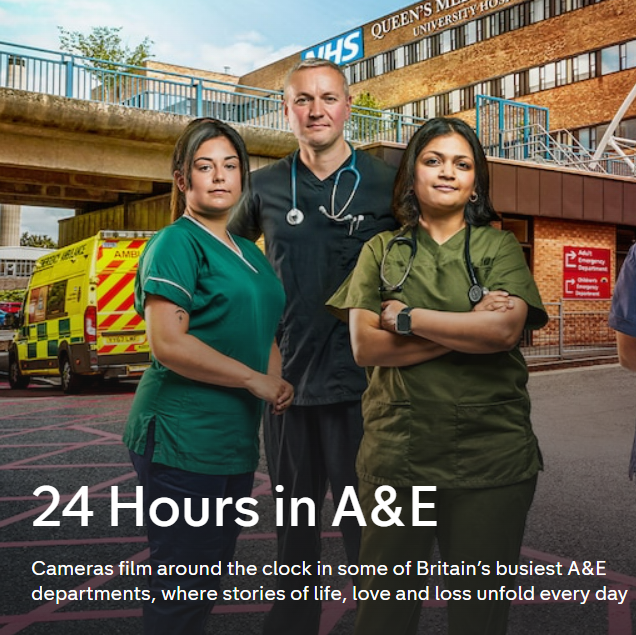 QUEEN'S ME
UNIVERSITY HOS
NHS
AMBU
Adult
Emergency
Department
Children's
Emergency
Department
24 Hours in A&E
Cameras film around the clock in some of Britain's busiest A&E
departments, where stories of life, love and loss unfold every day